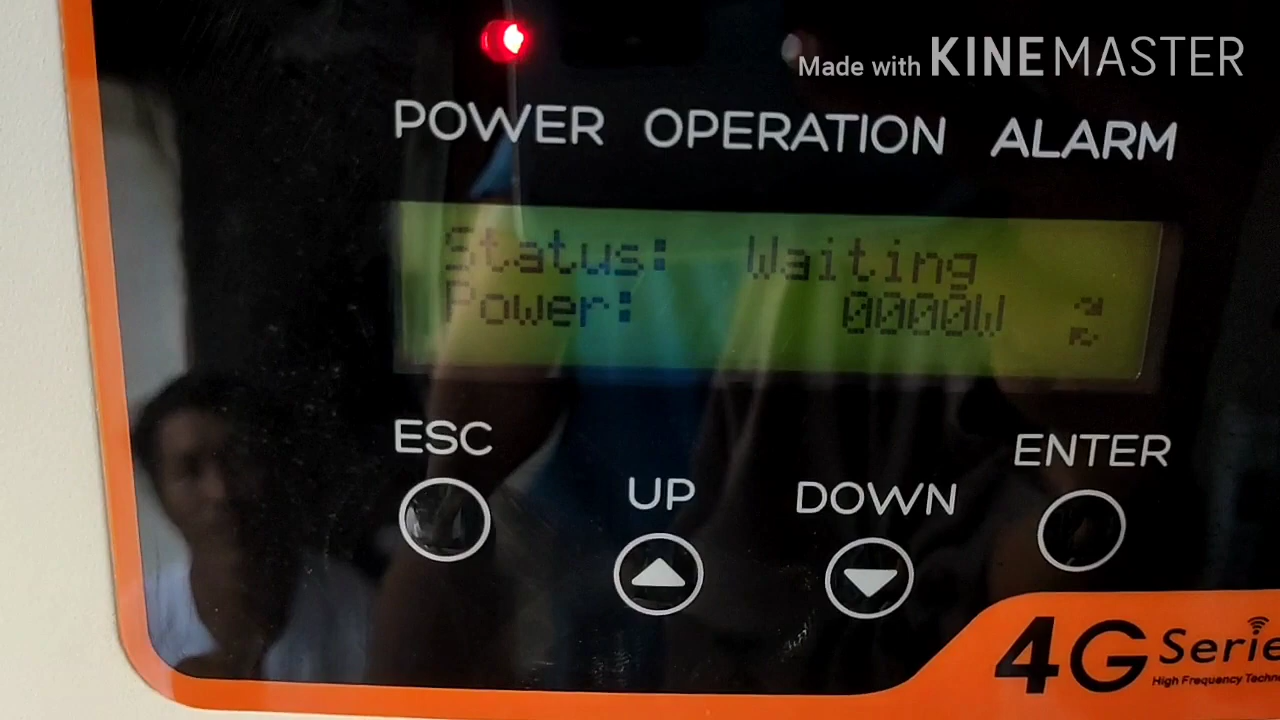 Made with KINEMASTER
POWER OPERATION ALARM
Status: Waiting
Power: 0000W
ESC
UP
DOWN
ENTER
4G Serie
High Frequency Techn